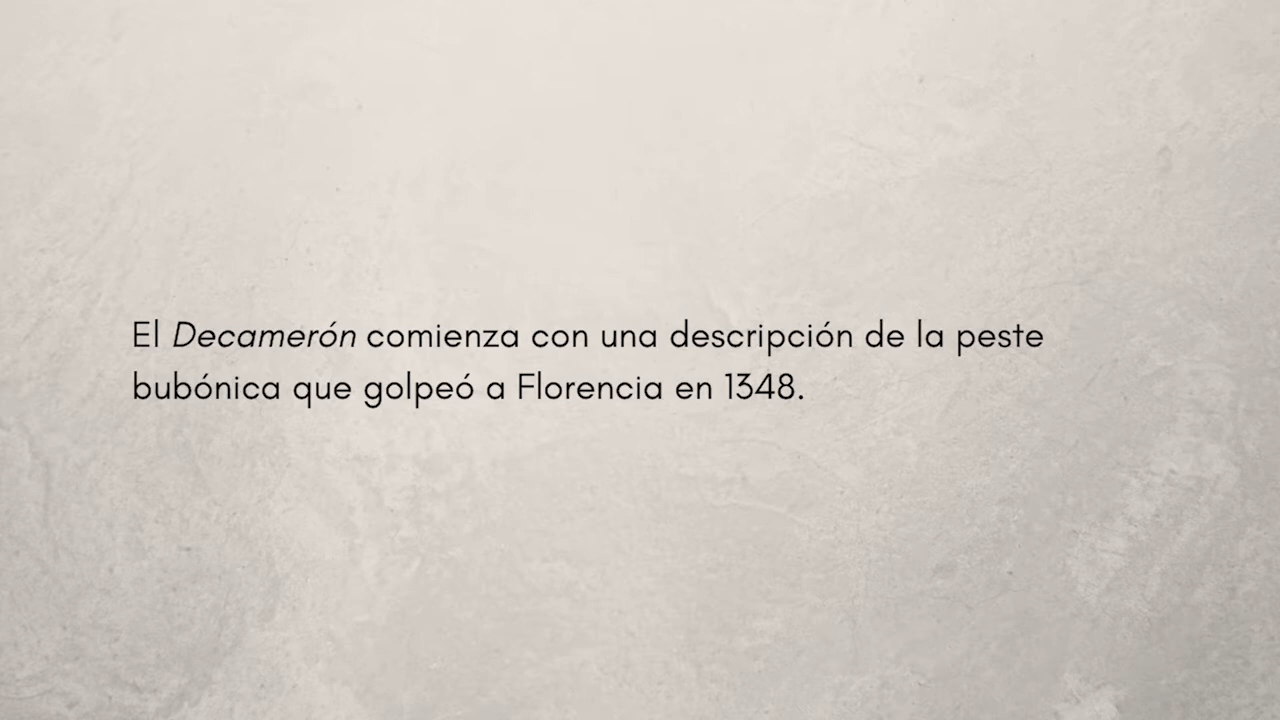 El Decamerón comienza con una descripción de la peste
bubónica que golpeó a Florencia en 1348.